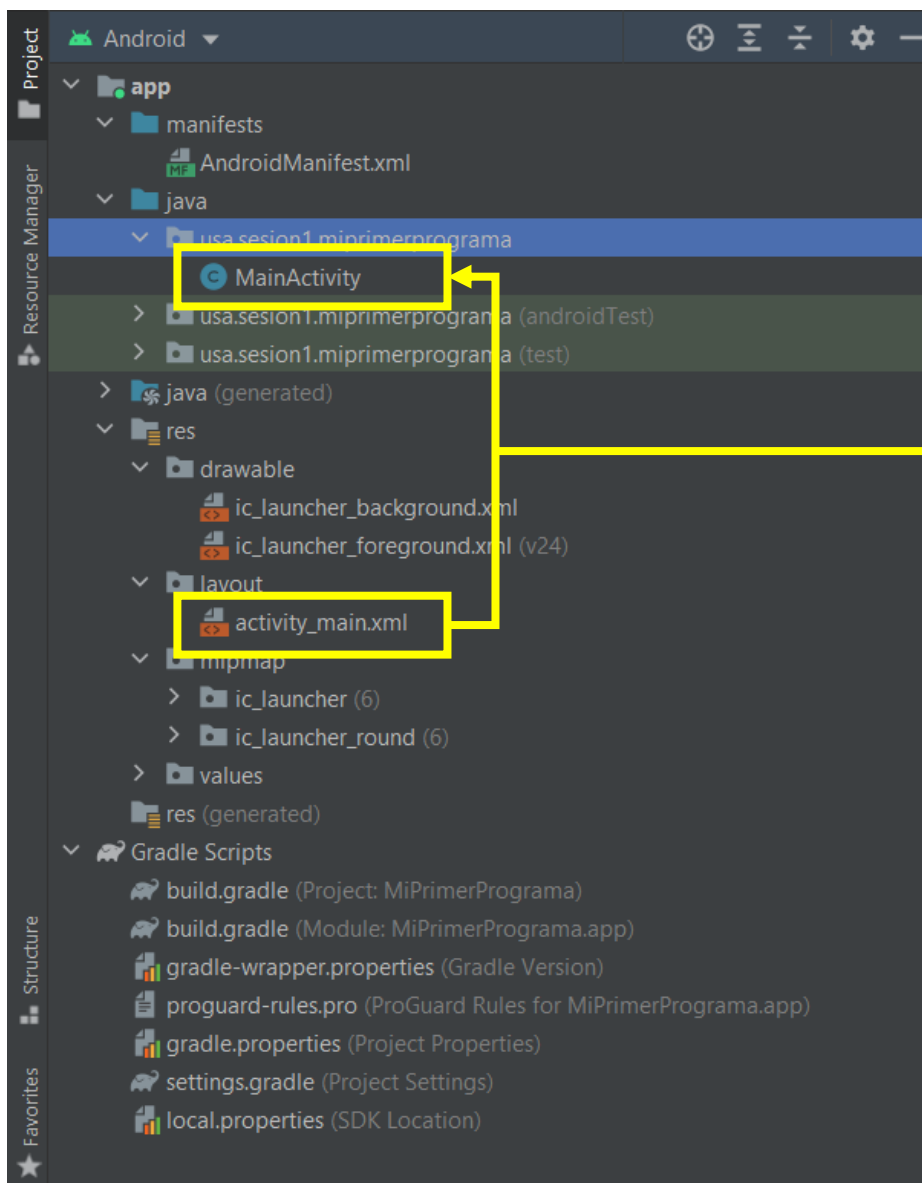 Project
Resource Manager
Structure
Favorites
Android
app
manifests
MF
AndroidManifest.xml
java
usa.sesion1.miprimerprograma
C MainActivity
usa.sesion1.miprimerprograma (androidTest)
usa.sesion1.miprimerprograma (test)
java (generated)
res
drawable
ic_launcher_background.xml
ic_launcher_foreground.xml (v24)
layout
activity_main.xml
mipmap
ic_launcher (6)
ic_launcher_round (6)
values
res (generated)
Gradle Scripts
build.gradle (Project: MiPrimerPrograma)
build.gradle (Module: MiPrimerPrograma.app)
gradle-wrapper.properties (Gradle Version)
proguard-rules.pro (ProGuard Rules for MiPrimerPrograma.app)
gradle.properties (Project Properties)
settings.gradle (Project Settings)
local.properties (SDK Location)